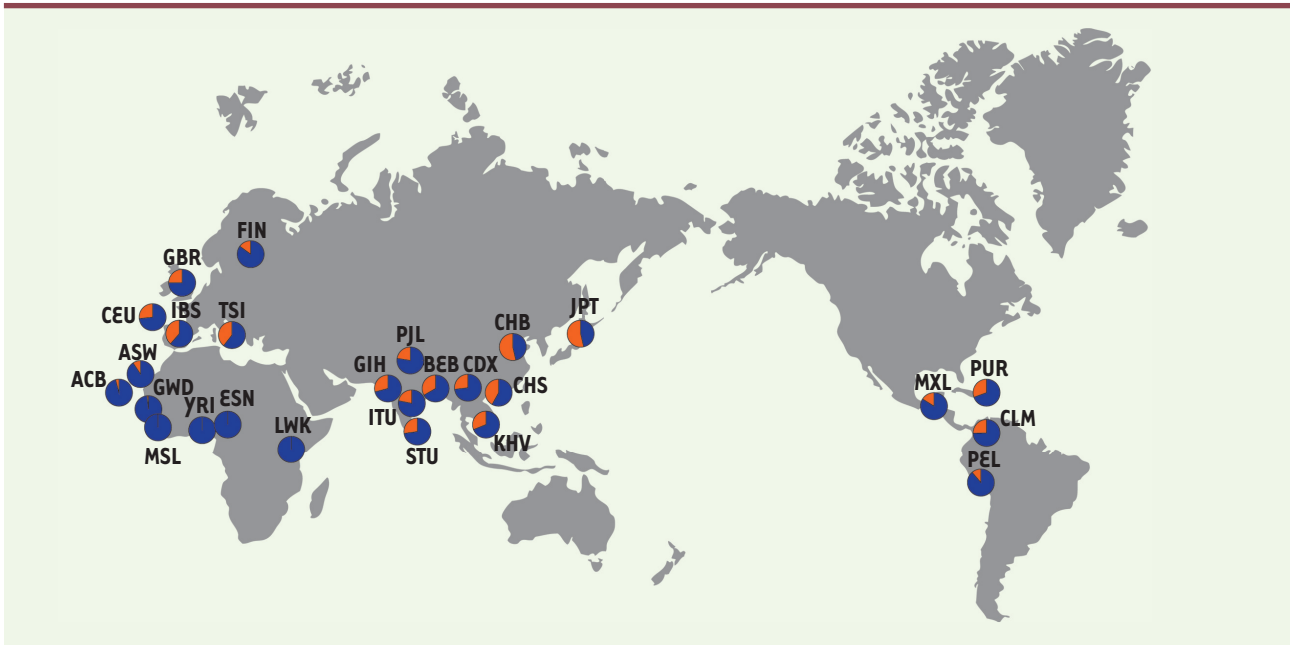 FIN
GBR
CEU
IBS
TSI
JPT
CHB
PJL
ASW
GIH
BEB
CDX
ACB
GWD
CHS
MXL
PUR
YRI
ESN
ITU
LWK
CLM
KHV
MSL
STU
PEL